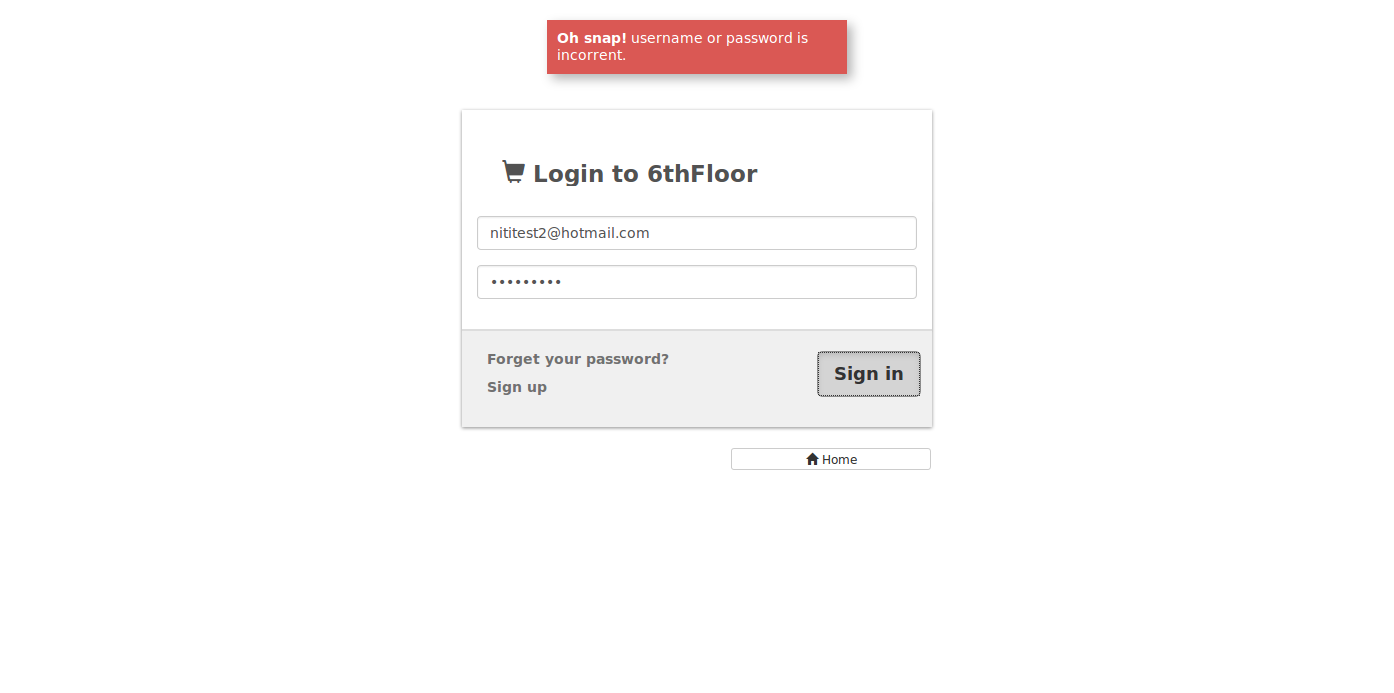 Oh snap! username or password is
incorrent.
Login to 6thFloor
nititest2@hotmail.com
•••••••••
Forget your password?
Sign up
Sign in
Home